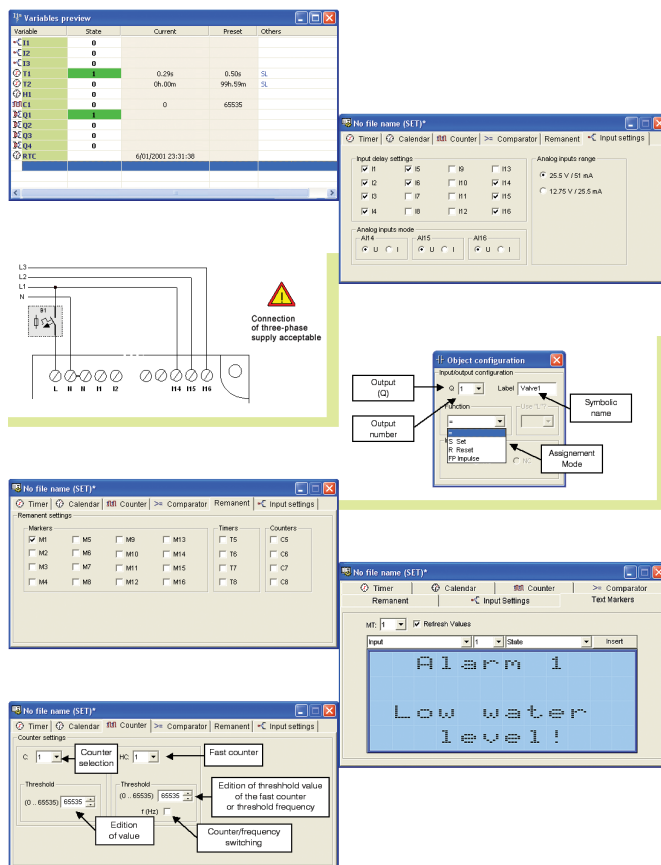 Variables preview
Variable State Current Preset Others
I1 0
I2 0
I3 0
T1 1 0.29s 0.50s SL
T2 0 0h.00m 99h.59m SL
H1 0
C1 0 0 65535
Q1 1
Q2 0
Q3 0
Q4 0
RTC 6/01/2001 23:31:38
No file name (SET)*
Timer Calendar Counter >= Comparator Remanent Input settings
Input delay settings
I1 I5 I9 I13
I2 I6 I10 I14
I3 I7 I11 I15
I4 I8 I12 I16
Analog inputs range
25.5 V / 51 mA
12.75 V / 25.5 mA
Analog inputs mode
AI14 AI15 AI16
U I U I U I
L3
L2
L1
N
B1
L N N I1 I2 I14 I15 I16
!
Connection
of three-phase
supply acceptable
Object configuration
Input/output configuration
Q 1 Label Valve1
Function Use "L"?
=
=
S Set
R Reset
FP Impulse
NC
Output
(Q)
Output
number
Symbolic
name
Assignement
Mode
No file name (SET)*
Timer Calendar Counter >= Comparator Remanent Input settings
Remanent settings
Markers Timers Counters
M1 M5 M9 M13 T5 C5
M2 M6 M10 M14 T6 C6
M3 M7 M11 M15 T7 C7
M4 M8 M12 M16 T8 C8
No file name (SET)*
Timer Calendar Counter >= Comparator
Remanent Input Settings Text Markers
MT: 1 Refresh Values
Input 1 State Insert
Alarm 1
Low water
level!
No file name (SET)*
Timer Calendar Counter >= Comparator Remanent Input settings
Counter settings
C: 1 Counter
selection
HC: 1 Fast counter
Threshold
(0 .. 65535) 65535
Threshold
(0 .. 65535) 65535
f (Hz)
Edition of threshhold value
of the fast counter
or threshold frequency
Edition
of value
Counter/frequency
switching